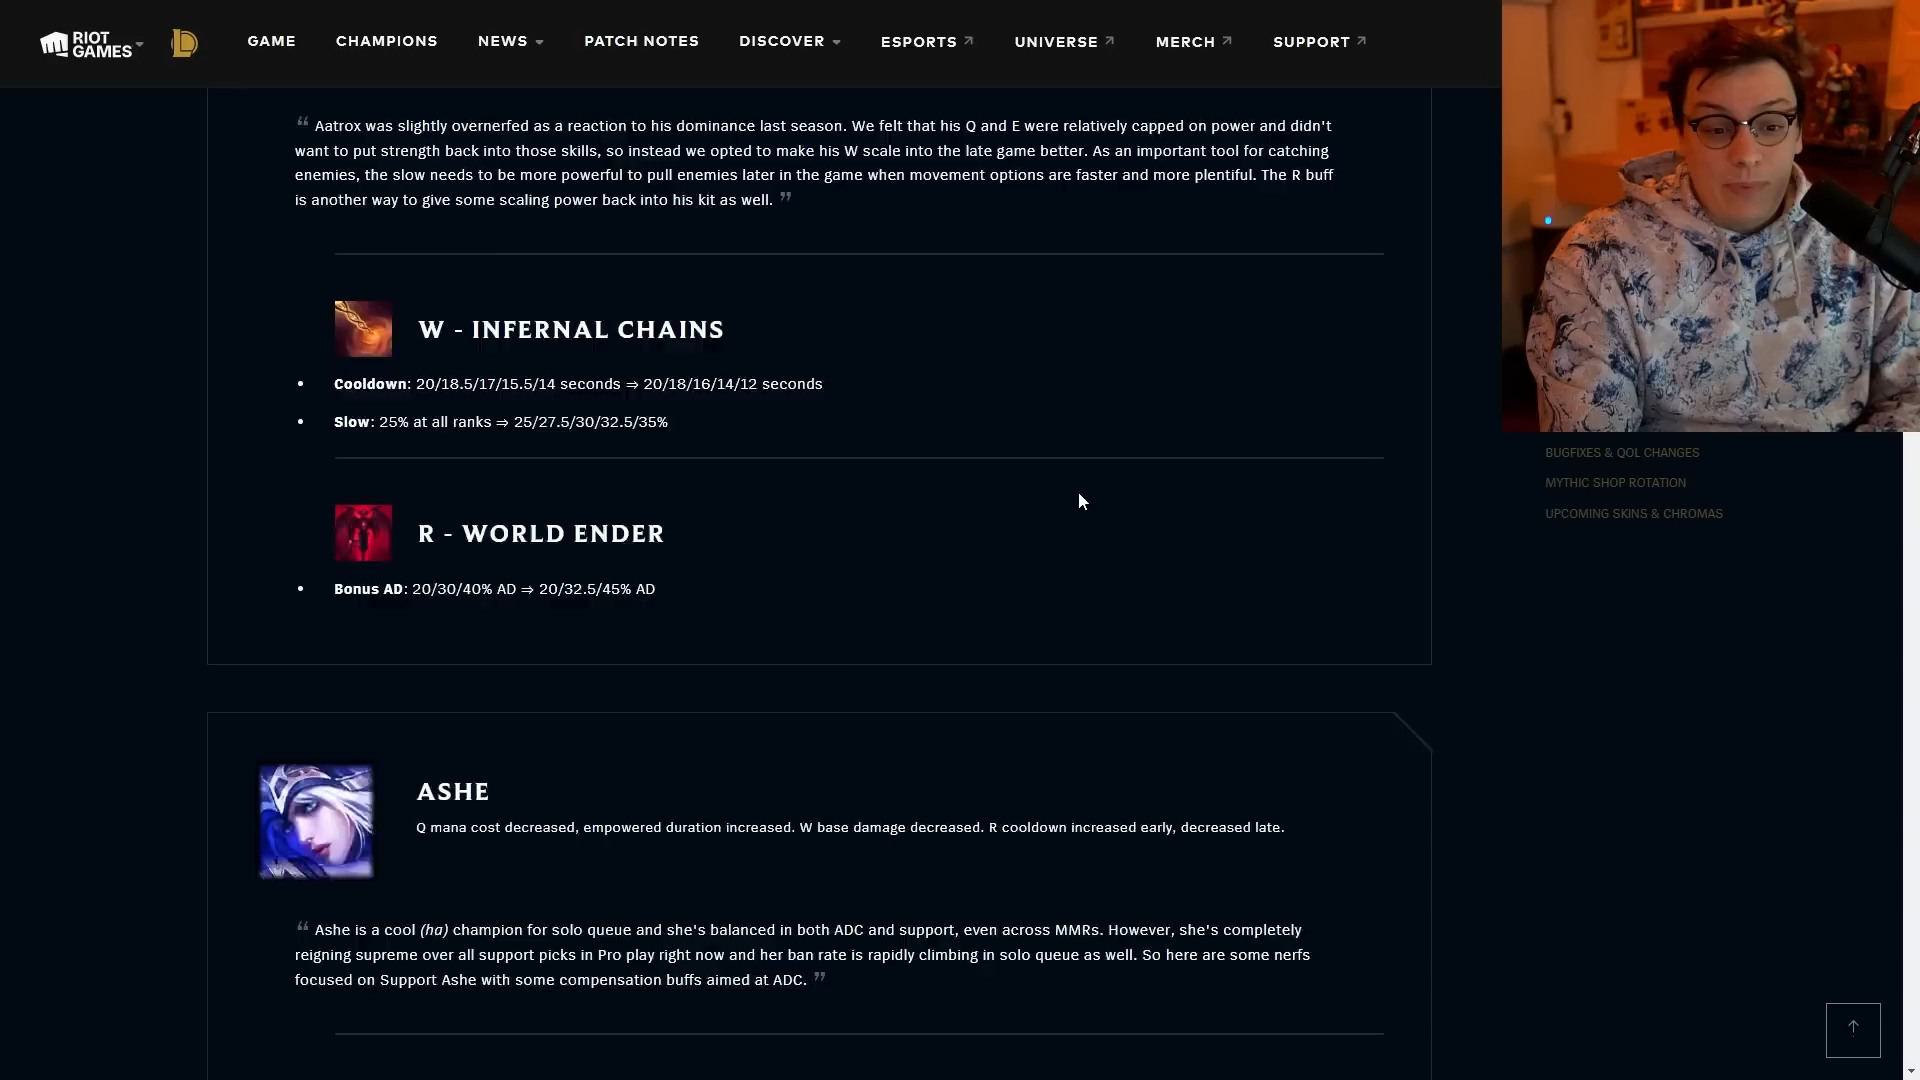 RIOT GAMES
GAME CHAMPIONS NEWS PATCH NOTES DISCOVER ESPORTS UNIVERSE MERCH SUPPORT
“ Aatrox was slightly overnerfed as a reaction to his dominance last season. We felt that his Q and E were relatively capped on power and didn't
want to put strength back into those skills, so instead we opted to make his W scale into the late game better. As an important tool for catching
enemies, the slow needs to be more powerful to pull enemies later in the game when movement options are faster and more plentiful. The R buff
is another way to give some scaling power back into his kit as well. ”
W - INFERNAL CHAINS
• Cooldown: 20/18.5/17/15.5/14 seconds ⇒ 20/18/16/14/12 seconds
• Slow: 25% at all ranks ⇒ 25/27.5/30/32.5/35%
R - WORLD ENDER
• Bonus AD: 20/30/40% AD ⇒ 20/32.5/45% AD
ASHE
Q mana cost decreased, empowered duration increased. W base damage decreased. R cooldown increased early, decreased late.
“ Ashe is a cool (ha) champion for solo queue and she's balanced in both ADC and support, even across MMRs. However, she's completely
reigning supreme over all support picks in Pro play right now and her ban rate is rapidly climbing in solo queue as well. So here are some nerfs
focused on Support Ashe with some compensation buffs aimed at ADC. ”
BUGFIXES & QOL CHANGES
MYTHIC SHOP ROTATION
UPCOMING SKINS & CHROMAS